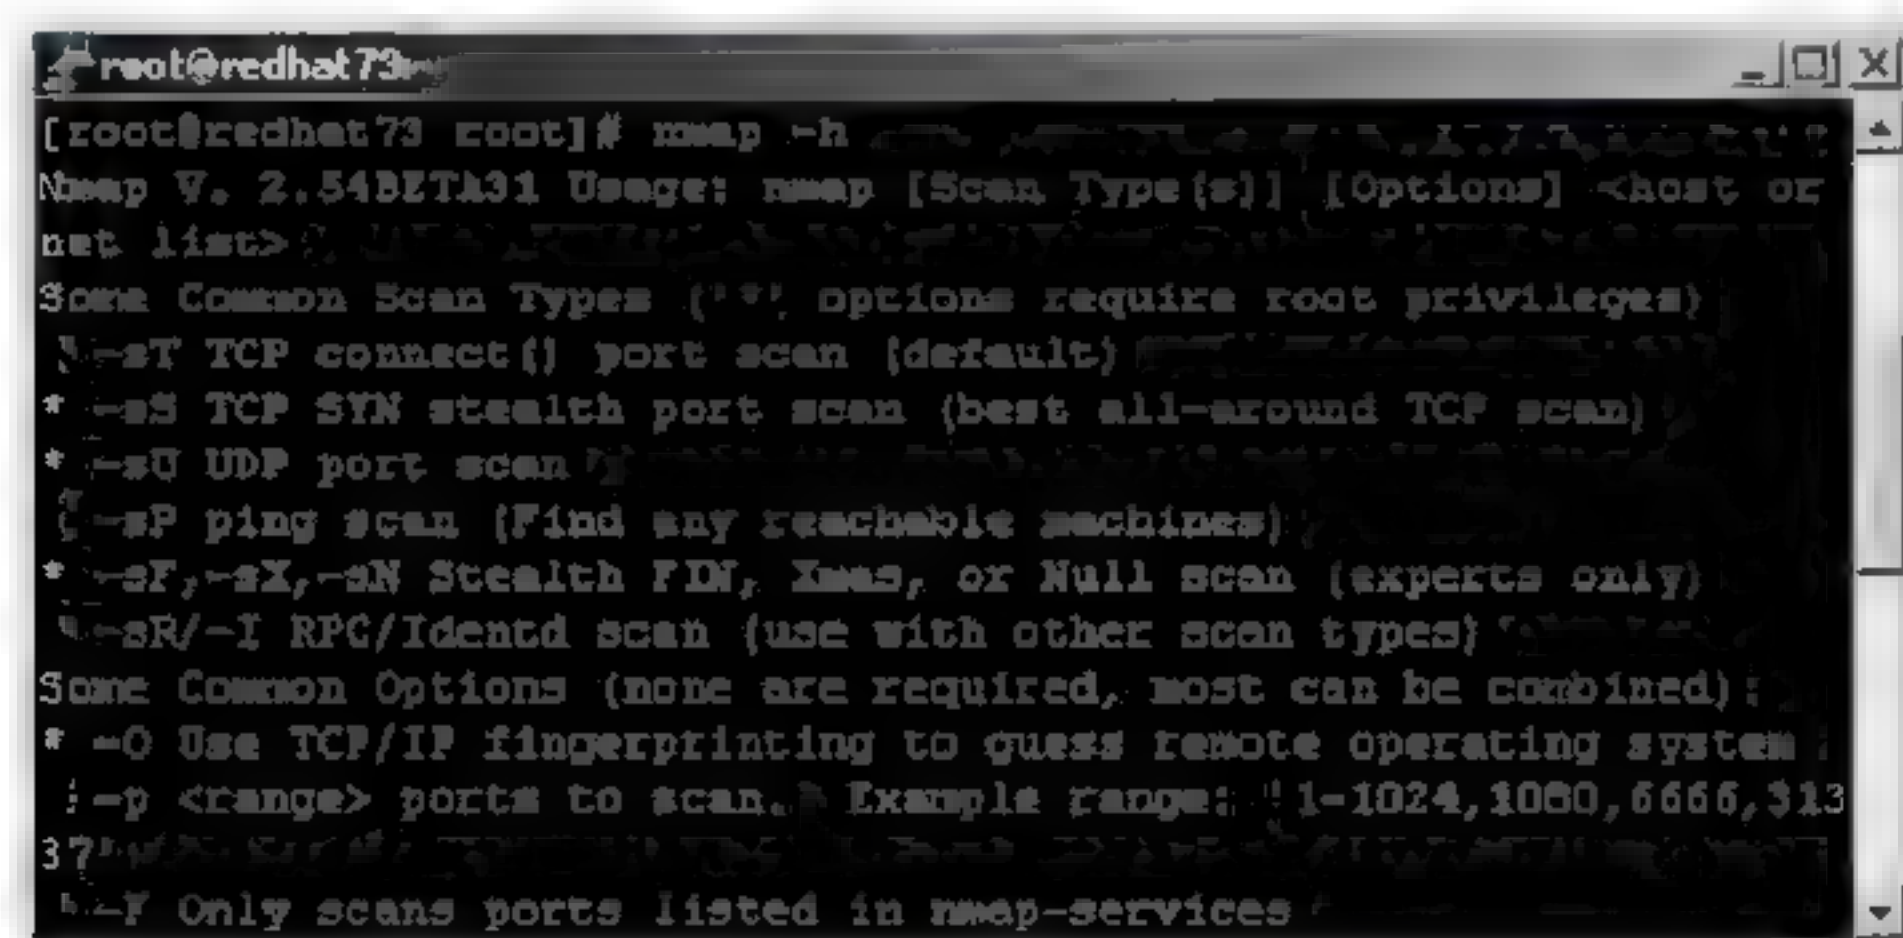 root@redhat73:~
[root@redhat73 root]# nmap -h
Nmap V. 2.54BETA31 Usage: nmap [Scan Type(s)] [Options] <host or
net list>
Some Common Scan Types ('*' options require root privileges)
-sT TCP connect() port scan (default)
* -sS TCP SYN stealth port scan (best all-around TCP scan)
* -sU UDP port scan
-sP ping scan (Find any reachable machines)
* -sF,-sX,-sN Stealth FIN, Xmas, or Null scan (experts only)
-sR/-I RPC/Identd scan (use with other scan types)
Some Common Options (none are required, most can be combined):
* -O Use TCP/IP fingerprinting to guess remote operating system
-p <range> ports to scan. Example range: '1-1024,1080,6666,313
37'
-F Only scans ports listed in nmap-services